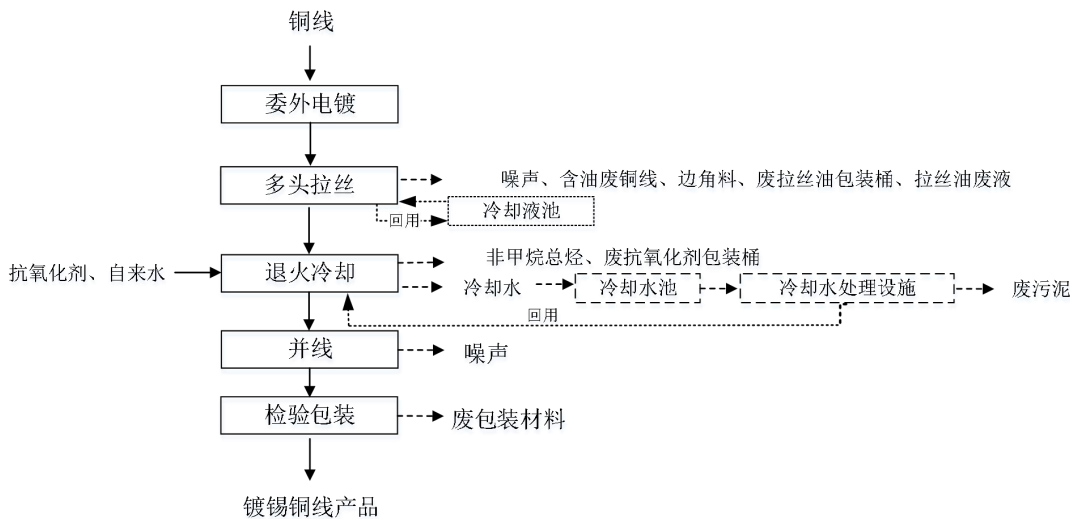 铜线
委外电镀
多头拉丝
噪声、含油废铜线、边角料、废拉丝油包装桶、拉丝油废液
冷却液池
回用
抗氧化剂、自来水
退火冷却
非甲烷总烃、废抗氧化剂包装桶
冷却水
冷却水池
冷却水处理设施
废污泥
回用
并线
噪声
检验包装
废包装材料
镀锡铜线产品